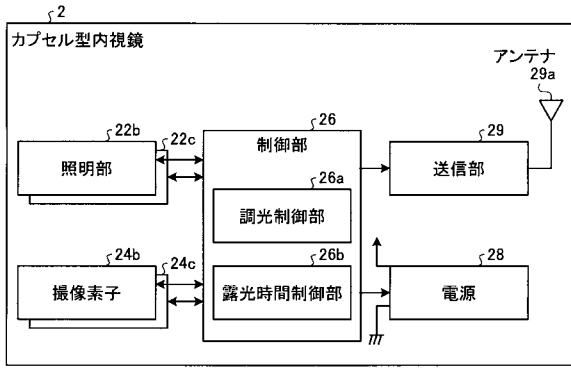 2
カプセル型内視鏡
アンテナ
29a
22b
22c
照明部
26
制御部
29
送信部
26a
調光制御部
24b
24c
撮像素子
26b
露光時間制御部
28
電源